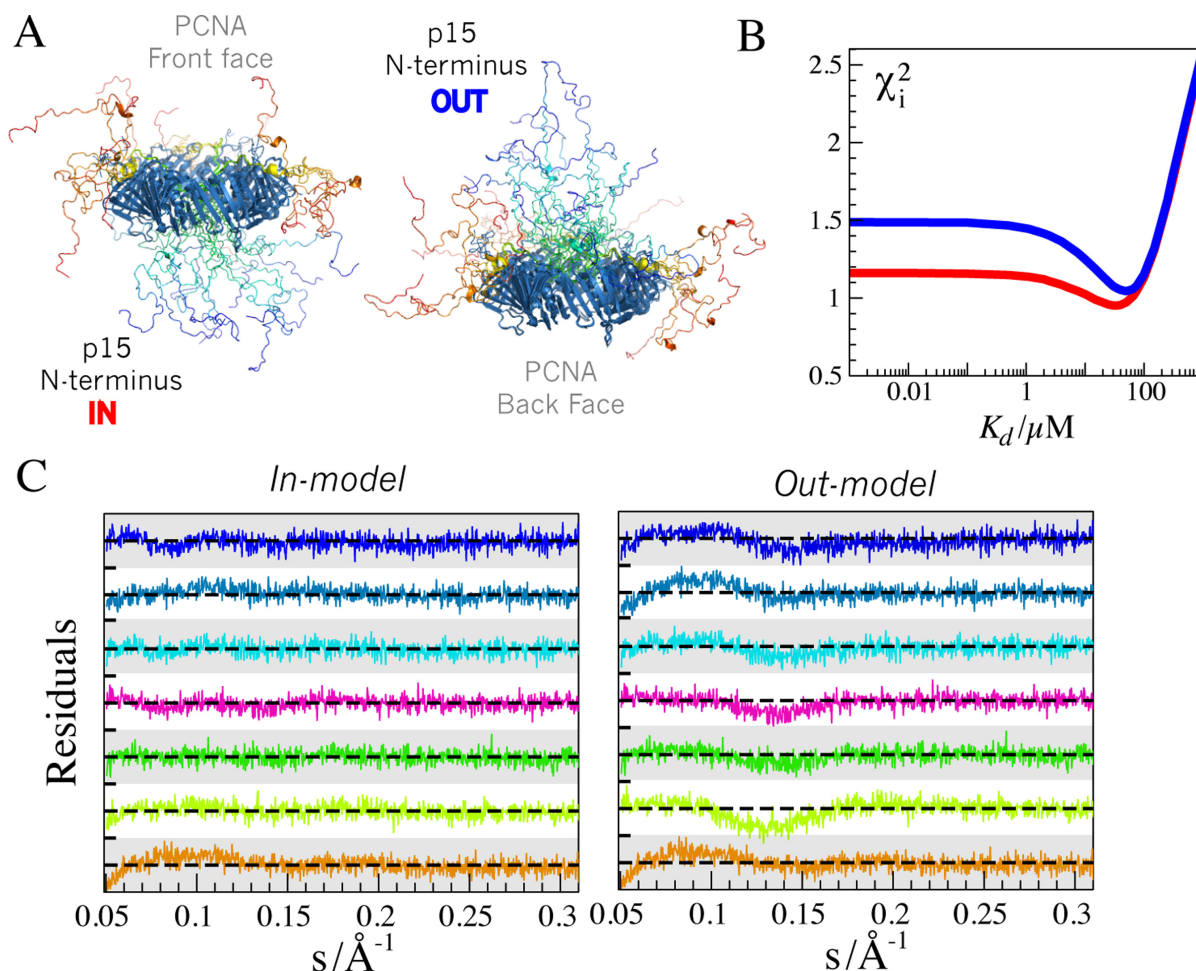 A
PCNA
Front face
p15
N-terminus
OUT
p15
N-terminus
IN
PCNA
Back Face
B
χ²ᵢ
2.5
2
1.5
1
0.5
0.01
1
100
K_d/μM
C
In-model
Out-model
Residuals
0.05
0.1
0.15
0.2
0.25
0.3
s/Å⁻¹
0.05
0.1
0.15
0.2
0.25
0.3
s/Å⁻¹